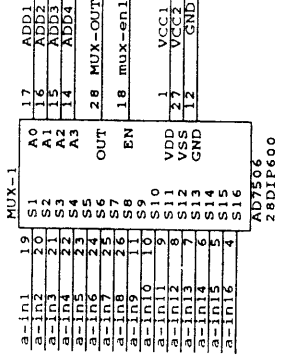 MUX-1
a-in1 19 S1 A0 17 ADD1
a-in2 20 S2 A1 16 ADD2
a-in3 21 S3 A2 15 ADD3
a-in4 22 S4 A3 14 ADD4
a-in5 23 S5
a-in6 24 S6 OUT 28 MUX-OUT
a-in7 25 S7
a-in8 26 S8 EN 18 mux-en1
a-in9 11 S9
a-in10 10 S10
a-in11 9 S11 VDD 1 VCC1
a-in12 8 S12 VSS 27 VCC2
a-in13 7 S13 GND 12 GND
a-in14 6 S14
a-in15 5 S15
a-in16 4 S16
AD7506
28DIP600